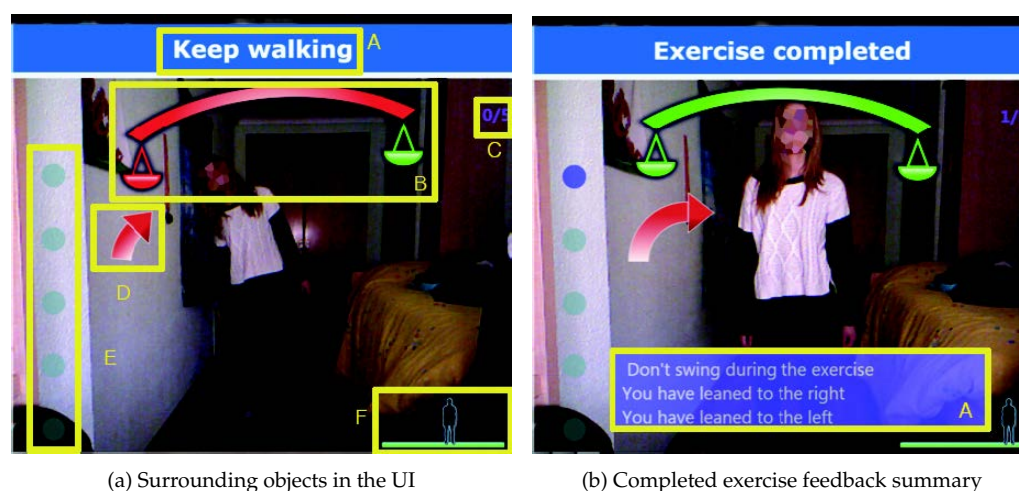 Keep walking
A
0/5
C
B
D
E
F
(a) Surrounding objects in the UI
Exercise completed
1/
Don't swing during the exercise
You have leaned to the right
You have leaned to the left
A
(b) Completed exercise feedback summary